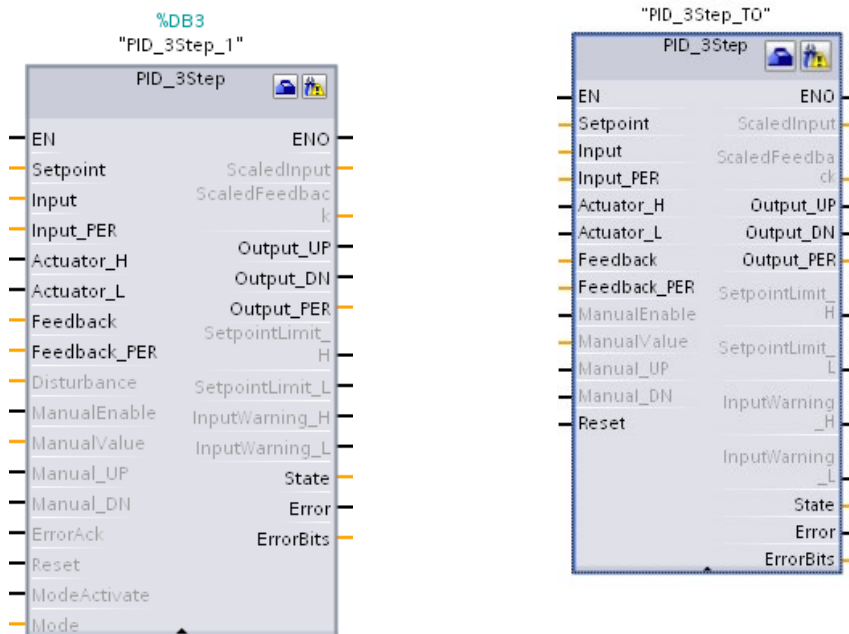 %DB3
"PID_3Step_1"
PID_3Step
EN
ENO
Setpoint
ScaledInput
Input
ScaledFeedbac
k
Input_PER
Output_UP
Actuator_H
Output_DN
Actuator_L
Output_PER
Feedback
SetpointLimit_
H
Feedback_PER
Disturbance
SetpointLimit_L
ManualEnable
InputWarning_H
ManualValue
InputWarning_L
Manual_UP
State
Manual_DN
Error
ErrorAck
ErrorBits
Reset
ModeActivate
Mode
"PID_3Step_TO"
PID_3Step
EN
ENO
Setpoint
ScaledInput
Input
ScaledFeedba
ck
Input_PER
Actuator_H
Output_UP
Actuator_L
Output_DN
Feedback
Output_PER
Feedback_PER
SetpointLimit_
H
ManualEnable
ManualValue
SetpointLimit_
L
Manual_UP
Manual_DN
InputWarning
_H
Reset
InputWarning
_L
State
Error
ErrorBits